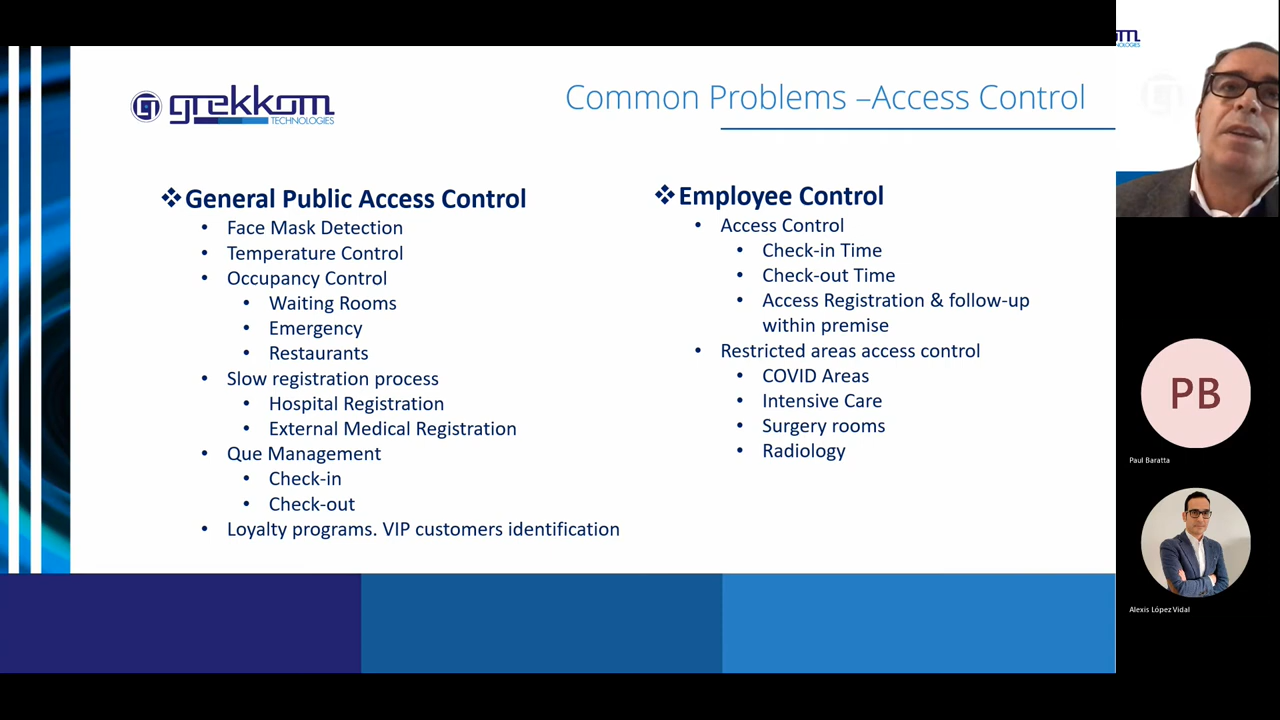 grekkom
TECHNOLOGIES
Common Problems –Access Control
❖General Public Access Control
• Face Mask Detection
• Temperature Control
• Occupancy Control
• Waiting Rooms
• Emergency
• Restaurants
• Slow registration process
• Hospital Registration
• External Medical Registration
• Que Management
• Check-in
• Check-out
• Loyalty programs. VIP customers identification
❖Employee Control
• Access Control
• Check-in Time
• Check-out Time
• Access Registration & follow-up
within premise
• Restricted areas access control
• COVID Areas
• Intensive Care
• Surgery rooms
• Radiology
PB
Paul Baratta
Alexis López Vidal